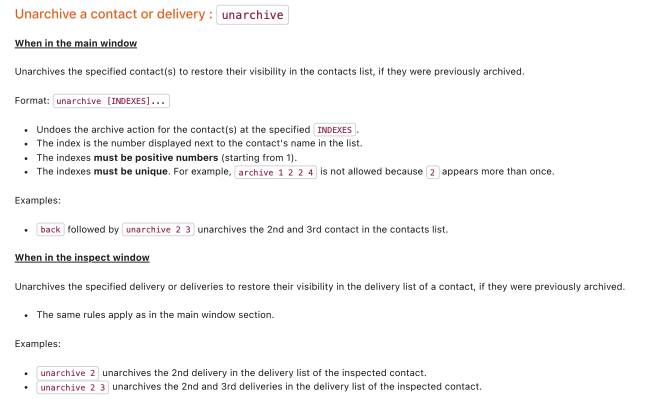 Unarchive a contact or delivery : unarchive
When in the main window
Unarchives the specified contact(s) to restore their visibility in the contacts list, if they were previously archived.
Format: unarchive [INDEXES]...
• Undoes the archive action for the contact(s) at the specified INDEXES.
• The index is the number displayed next to the contact's name in the list.
• The indexes must be positive numbers (starting from 1).
• The indexes must be unique. For example, archive 1 2 2 4 is not allowed because 2 appears more than once.
Examples:
• back followed by unarchive 2 3 unarchives the 2nd and 3rd contact in the contacts list.
When in the inspect window
Unarchives the specified delivery or deliveries to restore their visibility in the delivery list of a contact, if they were previously archived.
• The same rules apply as in the main window section.
Examples:
• unarchive 2 unarchives the 2nd delivery in the delivery list of the inspected contact.
• unarchive 2 3 unarchives the 2nd and 3rd deliveries in the delivery list of the inspected contact.